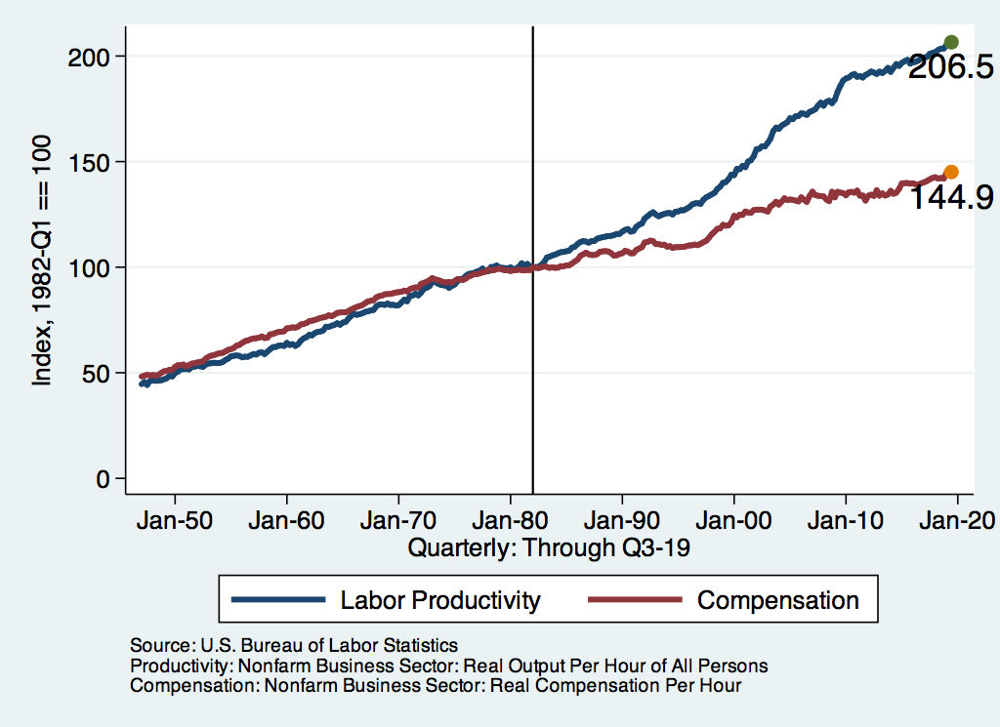 200
150
100
50
0
Index, 1982-Q1 == 100
206.5
144.9
Jan-50 Jan-60 Jan-70 Jan-80 Jan-90 Jan-00 Jan-10 Jan-20
Quarterly: Through Q3-19
Labor Productivity Compensation
Source: U.S. Bureau of Labor Statistics
Productivity: Nonfarm Business Sector: Real Output Per Hour of All Persons
Compensation: Nonfarm Business Sector: Real Compensation Per Hour